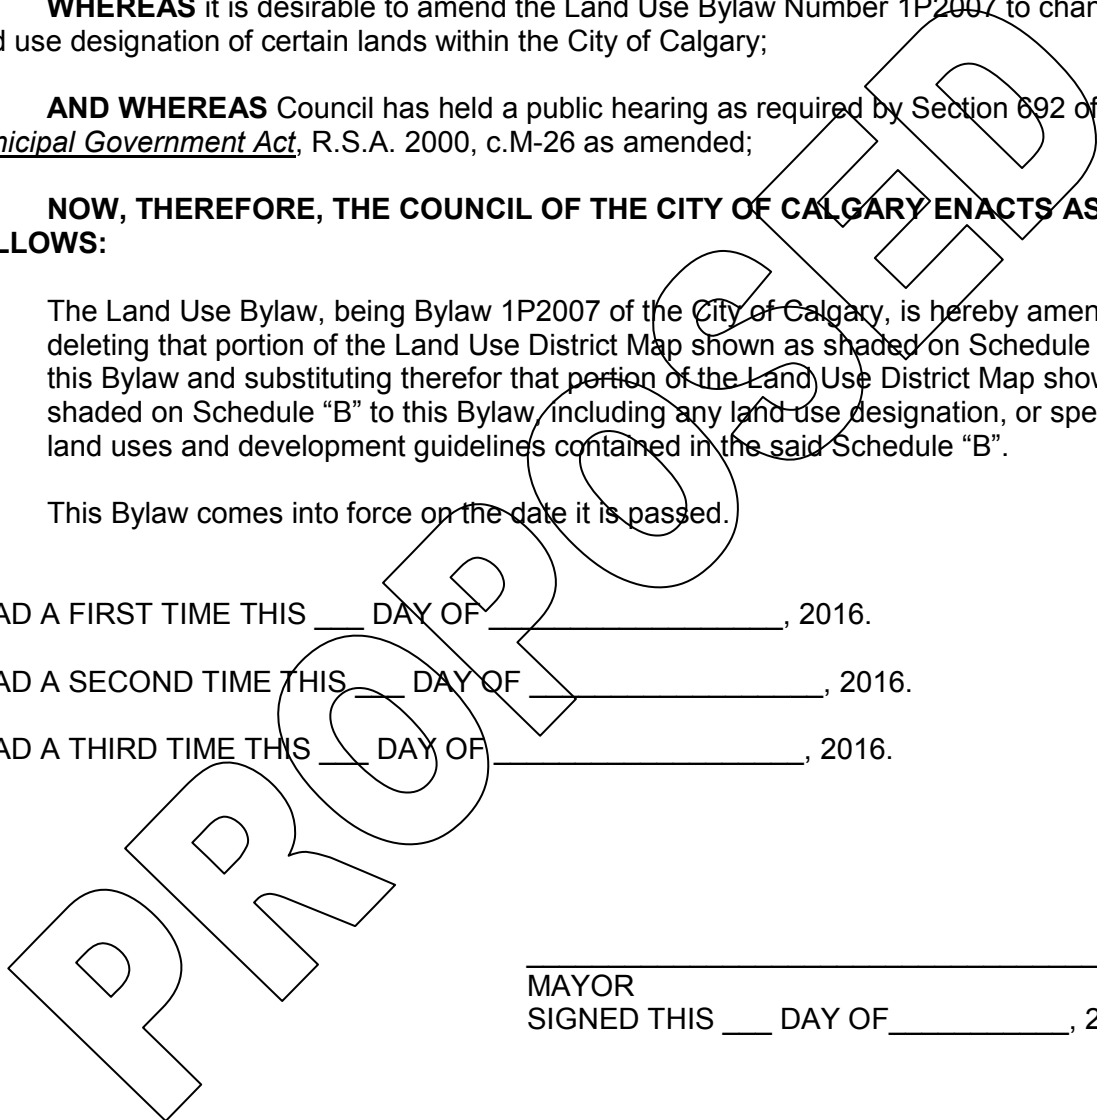 WHEREAS it is desirable to amend the Land Use Bylaw Number 1P2007 to chan
d use designation of certain lands within the City of Calgary;
AND WHEREAS Council has held a public hearing as required by Section 692 of
nicipal Government Act, R.S.A. 2000, c.M-26 as amended;
NOW, THEREFORE, THE COUNCIL OF THE CITY OF CALGARY ENACTS AS
LLOWS:
The Land Use Bylaw, being Bylaw 1P2007 of the City of Calgary, is hereby amen
deleting that portion of the Land Use District Map shown as shaded on Schedule
this Bylaw and substituting therefor that portion of the Land Use District Map show
shaded on Schedule “B” to this Bylaw, including any land use designation, or spe
land uses and development guidelines contained in the said Schedule “B”.
This Bylaw comes into force on the date it is passed.
AD A FIRST TIME THIS ___ DAY OF __________________, 2016.
AD A SECOND TIME THIS ___ DAY OF __________________, 2016.
AD A THIRD TIME THIS ___ DAY OF ___________________, 2016.
MAYOR
SIGNED THIS ___ DAY OF___________, 2
PROPOSED